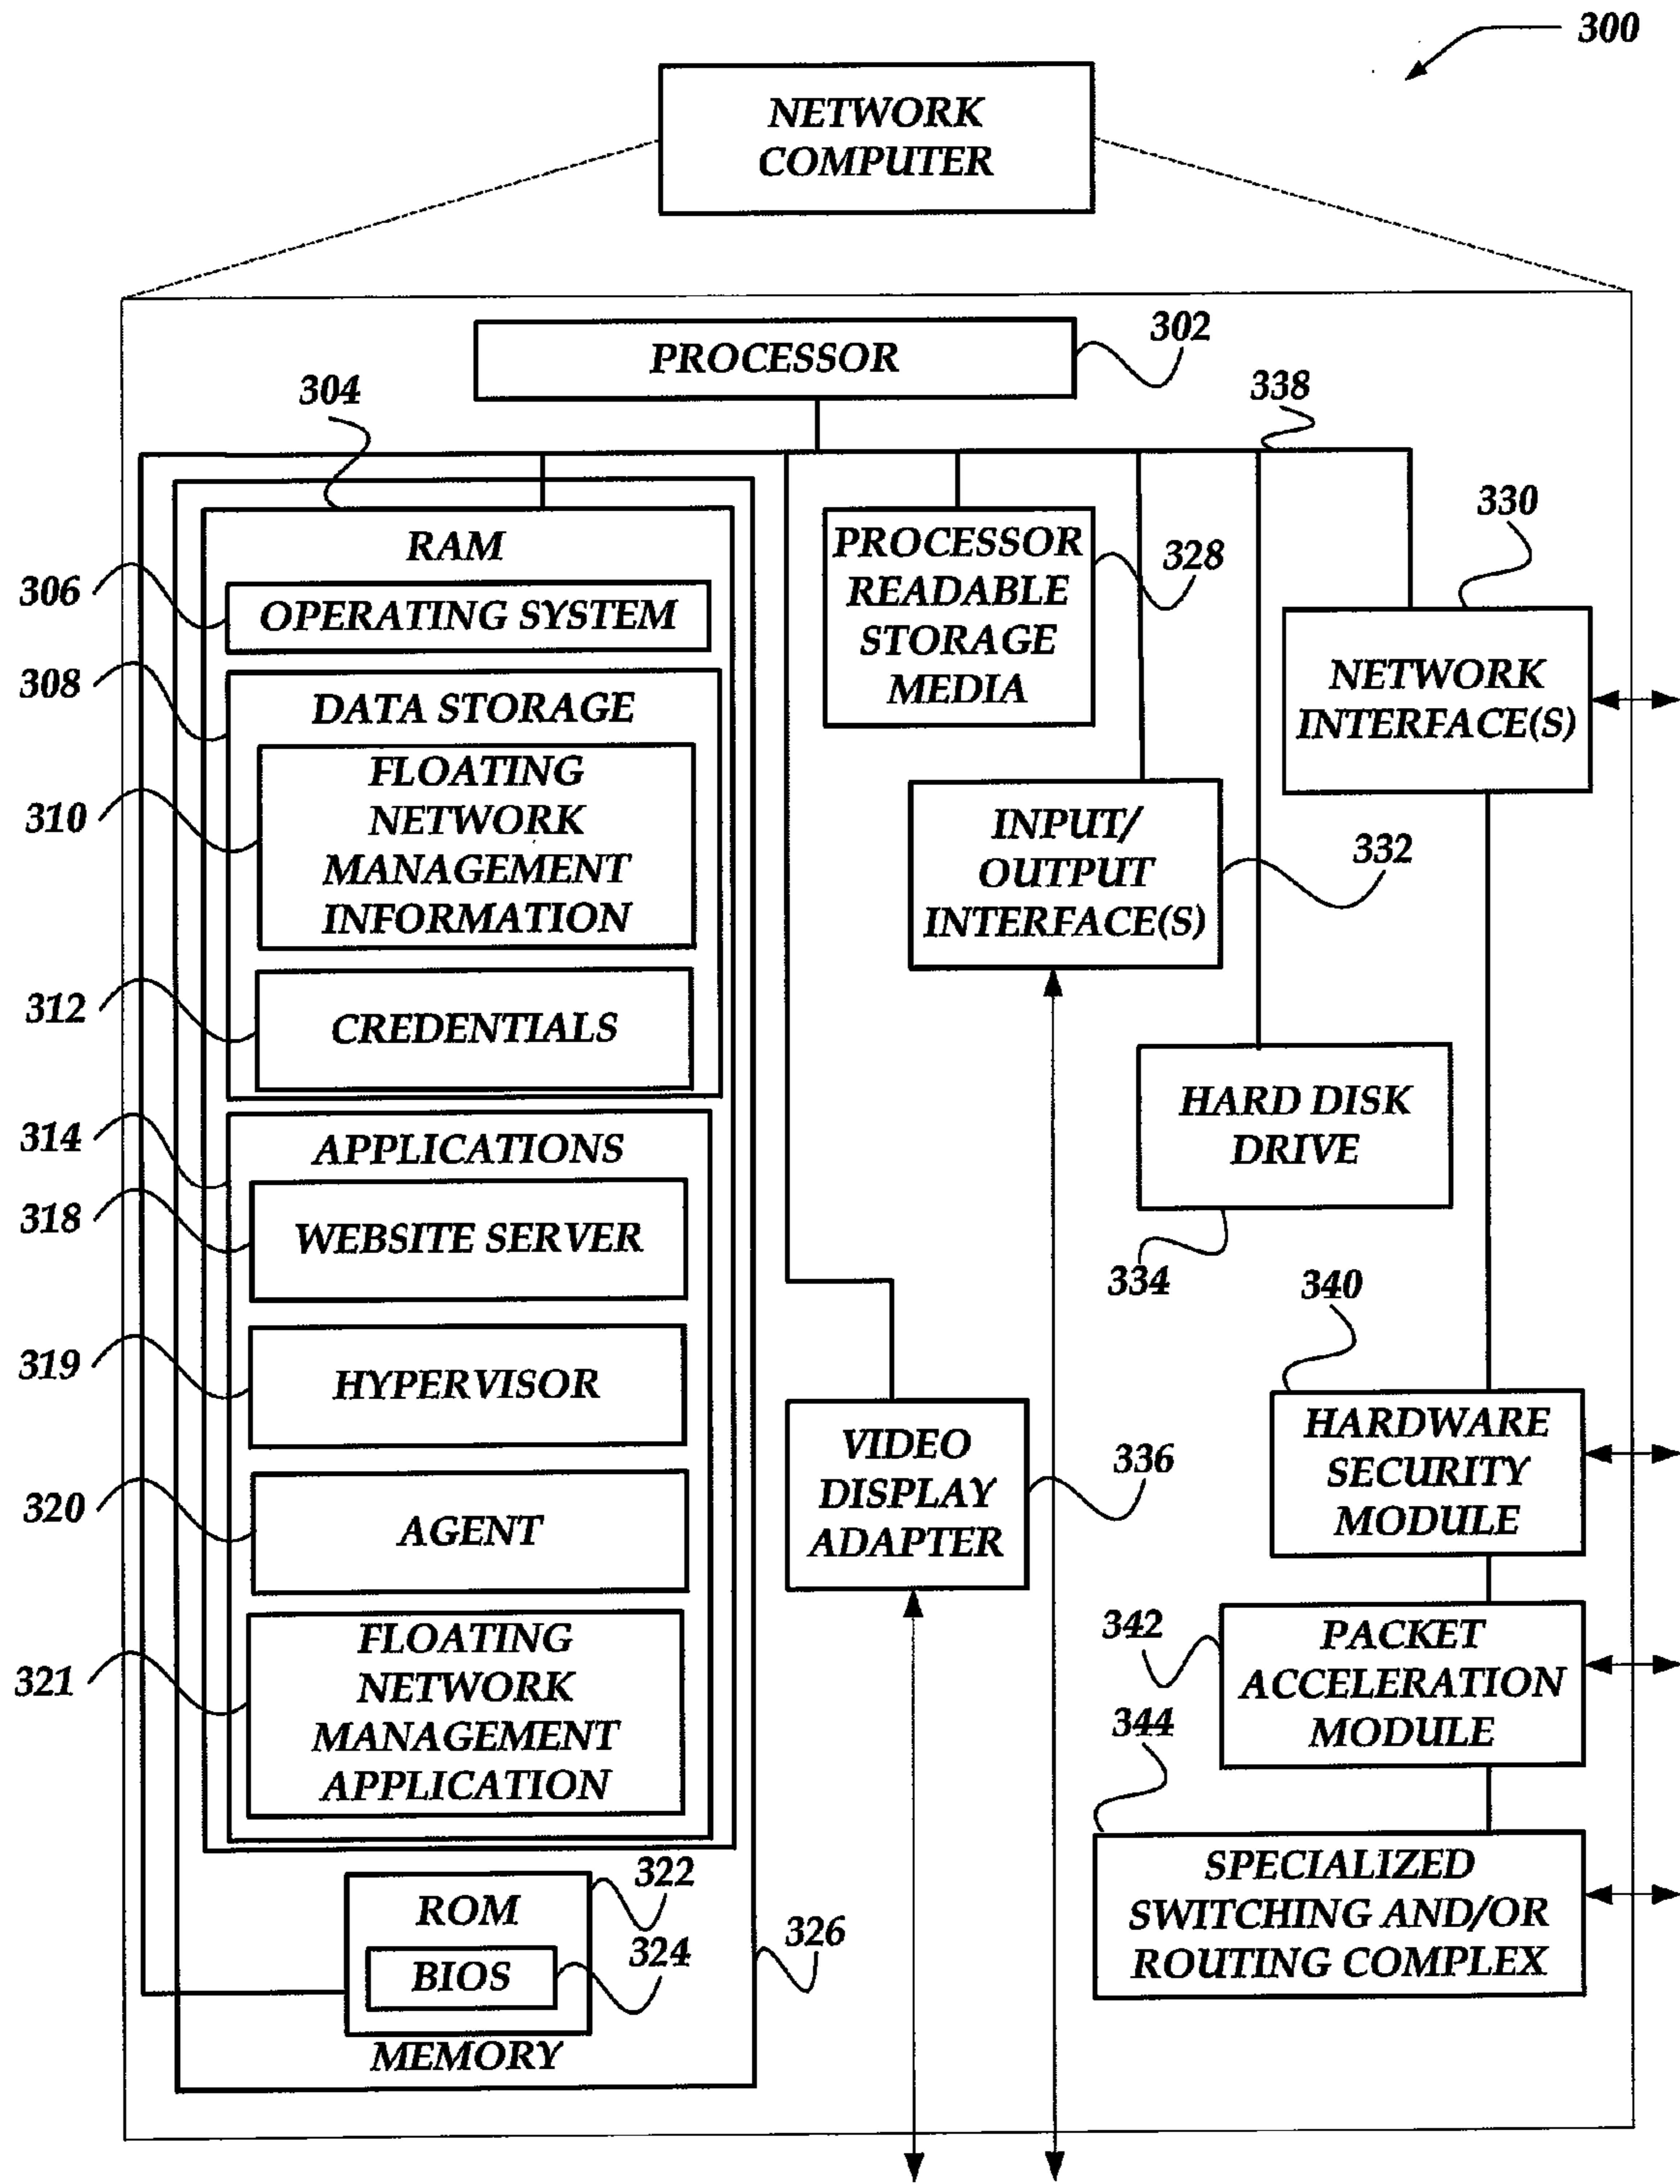 300
NETWORK
COMPUTER
PROCESSOR
302
304
338
RAM
306
OPERATING SYSTEM
308
DATA STORAGE
310
FLOATING
NETWORK
MANAGEMENT
INFORMATION
312
CREDENTIALS
314
APPLICATIONS
318
WEBSITE SERVER
319
HYPERVISOR
320
AGENT
321
FLOATING
NETWORK
MANAGEMENT
APPLICATION
322
ROM
324
BIOS
326
MEMORY
PROCESSOR
READABLE
STORAGE
MEDIA
328
330
NETWORK
INTERFACE(S)
INPUT/
OUTPUT
INTERFACE(S)
332
HARD DISK
DRIVE
334
VIDEO
DISPLAY
ADAPTER
336
340
HARDWARE
SECURITY
MODULE
342
PACKET
ACCELERATION
MODULE
344
SPECIALIZED
SWITCHING AND/OR
ROUTING COMPLEX